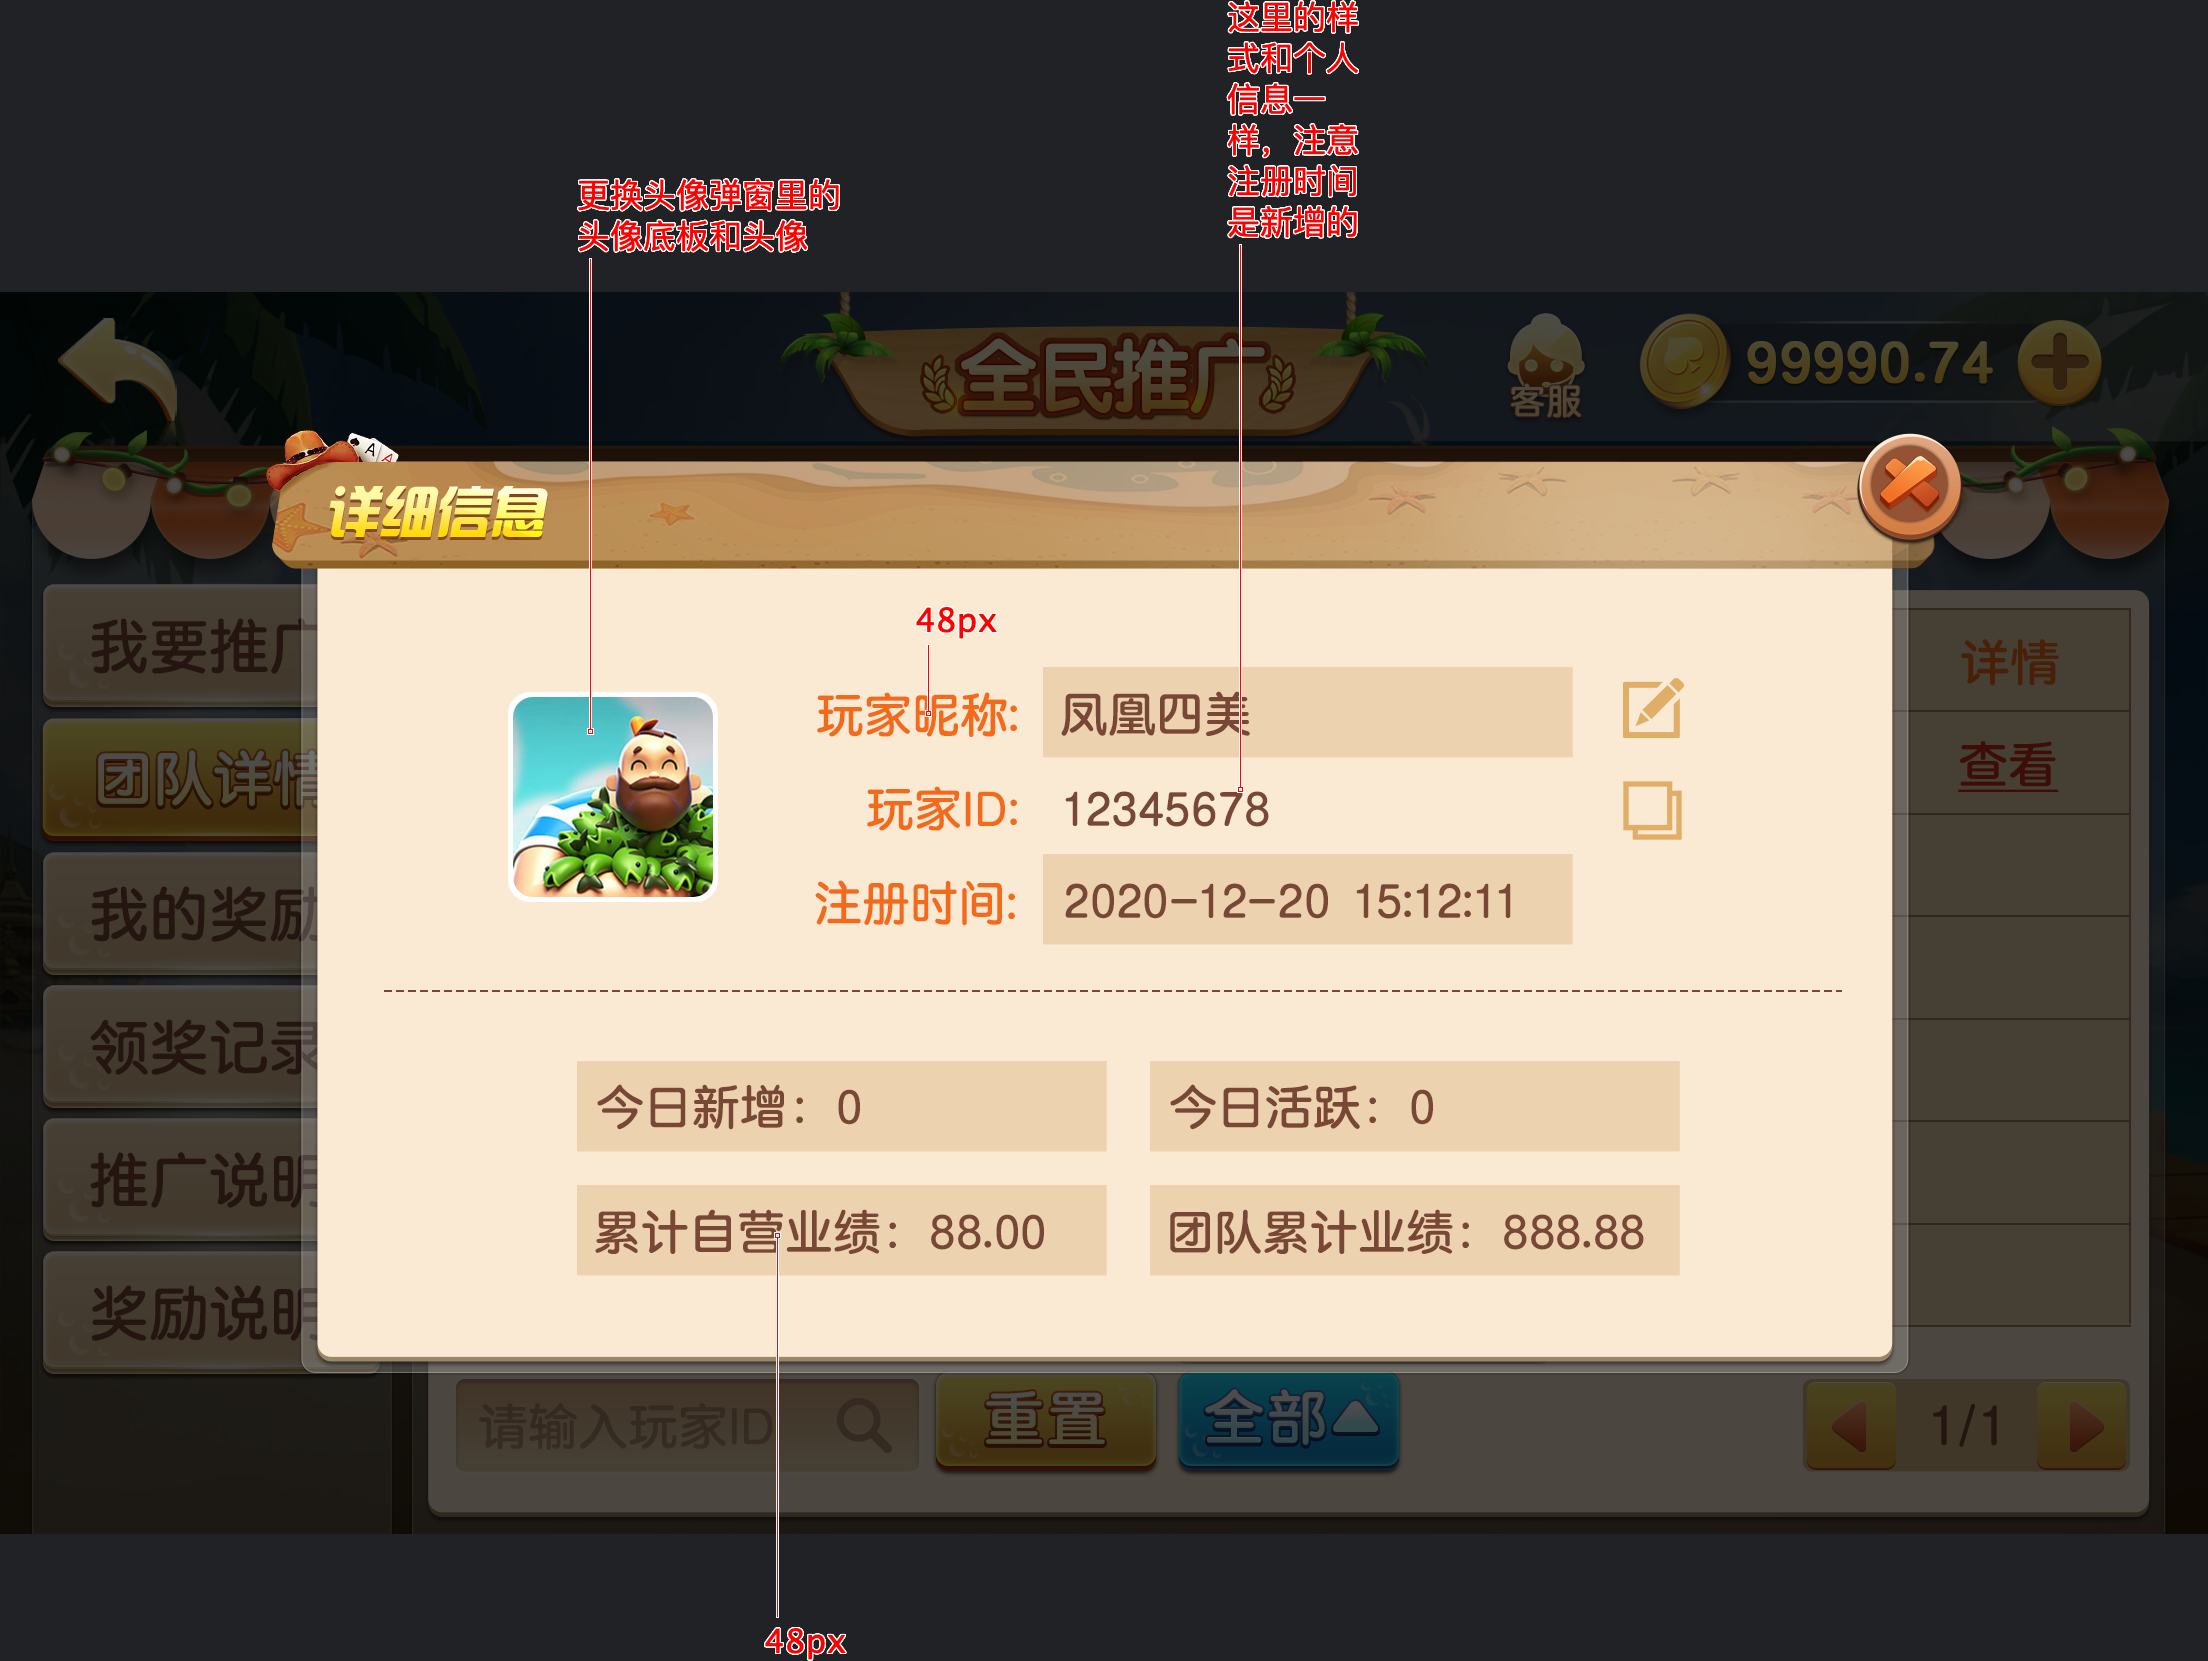 这里的样
式和个人
信息一
样，注意
注册时间
是新增的
更换头像弹窗里的
头像底板和头像
全民推广
客服
99990.74
A
A
详细信息
48px
我要推广
团队详情
我的奖励
领奖记录
推广说明
奖励说明
详情
查看
玩家昵称: 凤凰四美
玩家ID: 12345678
注册时间: 2020-12-20 15:12:11
今日新增：0
今日活跃：0
累计自营业绩：88.00
团队累计业绩：888.88
请输入玩家ID
重置
全部
1/1
48px